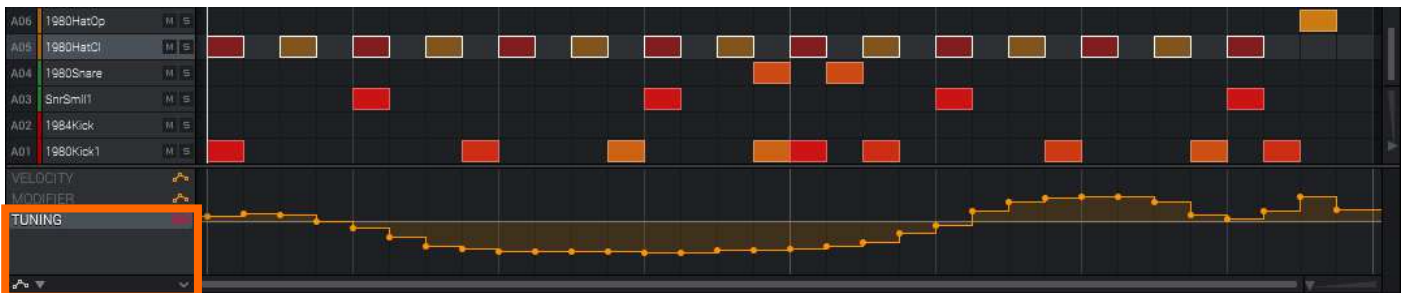 A06 1980HatOp M S
A05 1980HatCl M S
A04 1980Snare M S
A03 SnrSmll1 M S
A02 1984Kick M S
A01 1980Kick1 M S
VELOCITY
MODIFIER
TUNING